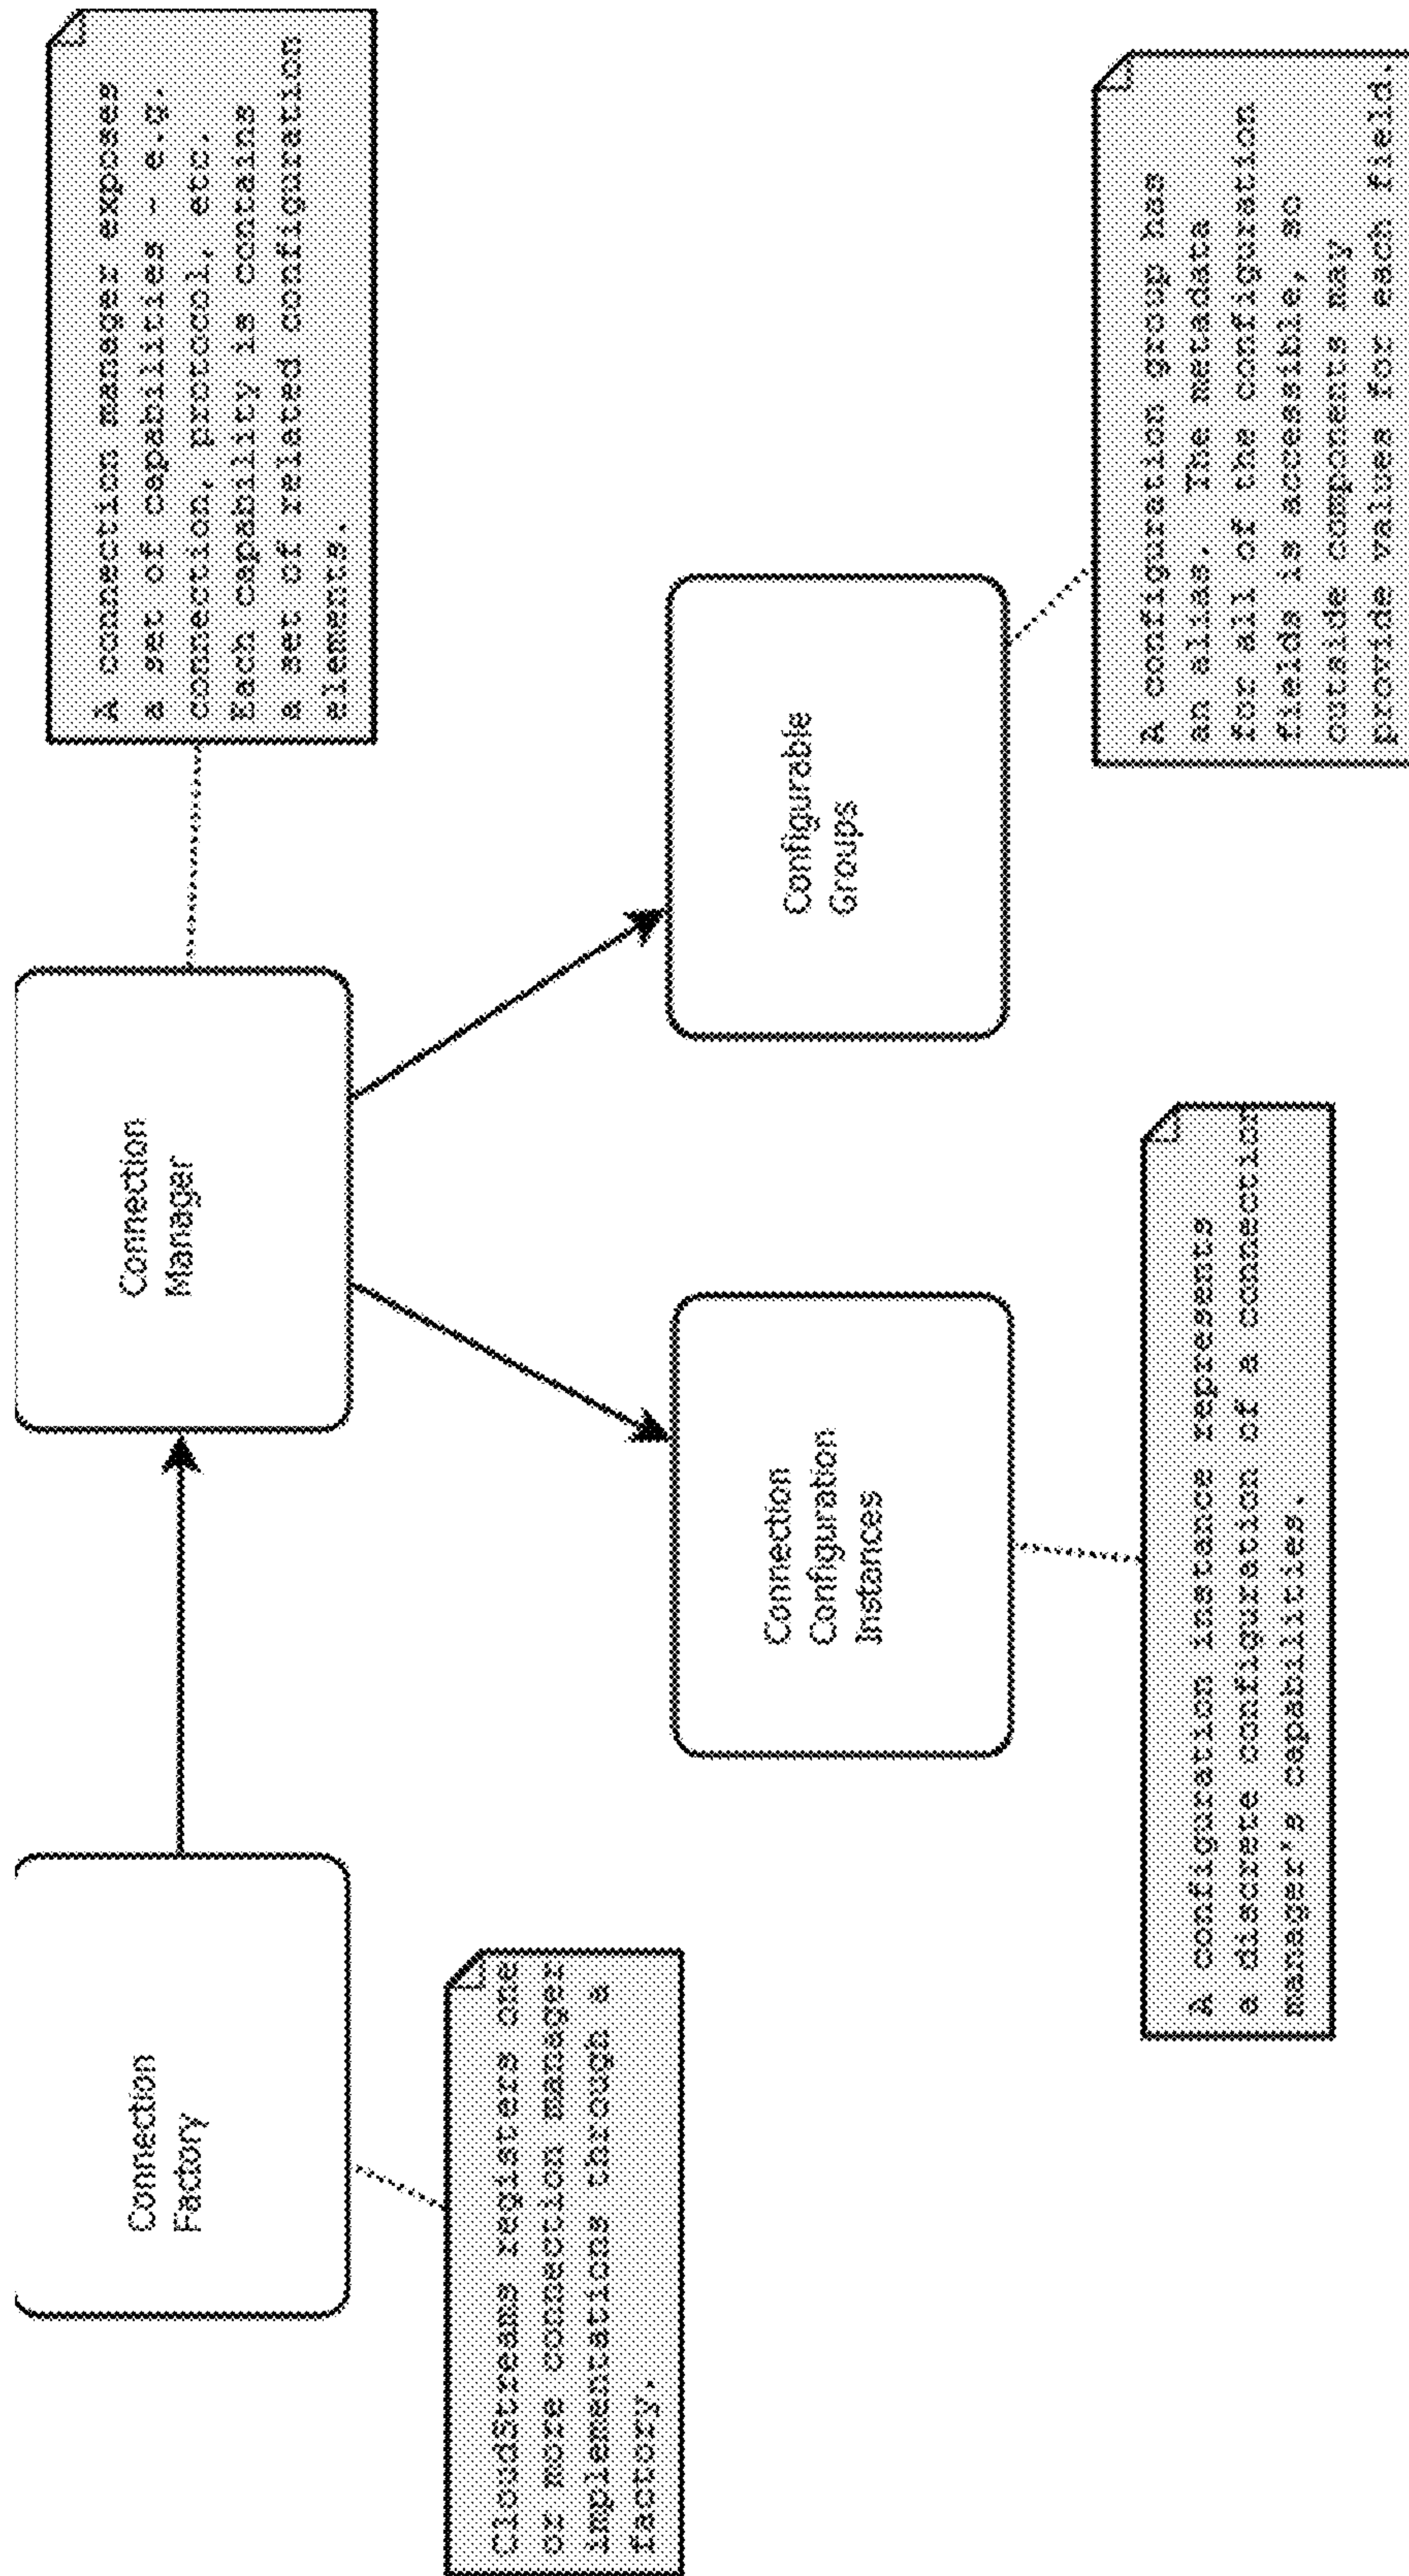 Connection
Factory
CloudStreams registers one
or more connection manager
implementations through a
factory.
Connection
Manager
A connection manager exposes
a set of capabilities - e.g.
connection, protocol, etc.
Each capability is contains
a set of related configuration
elements.
Connection
Configuration
Instances
A configuration instance represents
a discrete configuration of a connection
manager's capabilities.
Configurable
Groups
A configuration group has
an alias. The metadata
for all of the configuration
fields is accessible, so
outside components may
provide values for each field.